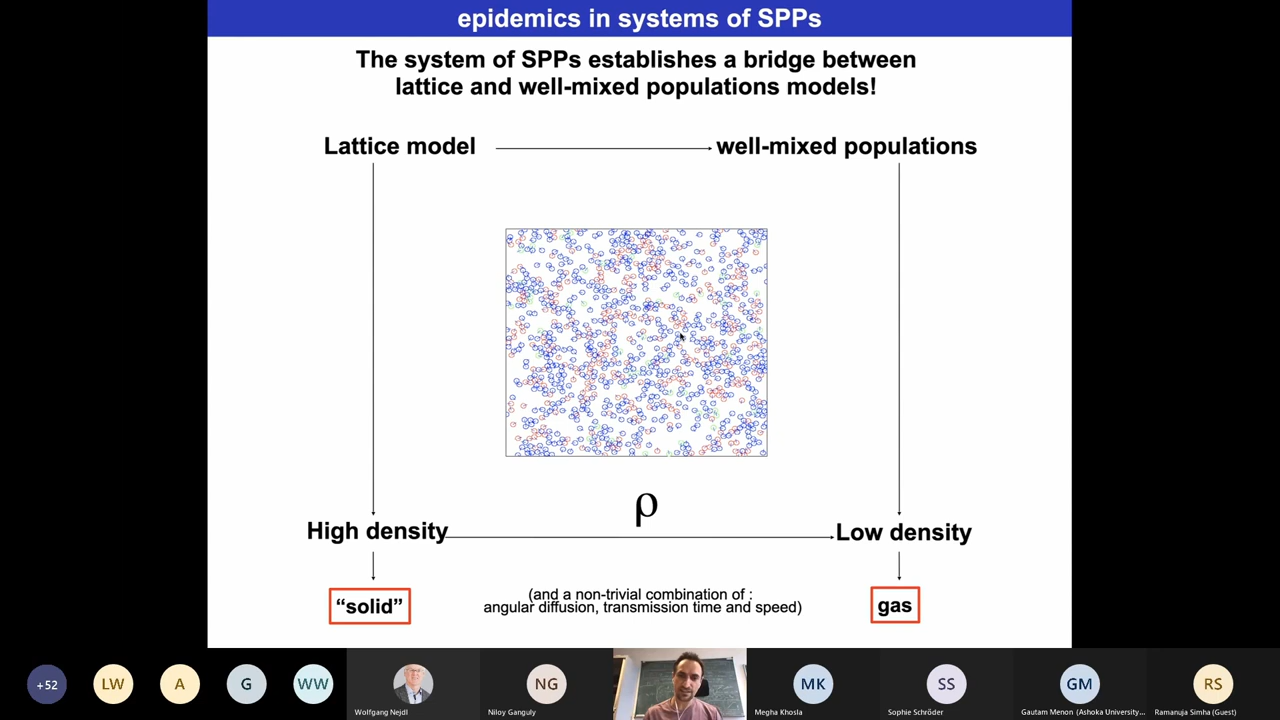 epidemics in systems of SPPs
The system of SPPs establishes a bridge between
lattice and well-mixed populations models!
Lattice model
well-mixed populations
ρ
High density
Low density
"solid"
(and a non-trivial combination of :
angular diffusion, transmission time and speed)
gas
+52
LW
A
G
WW
Wolfgang Nejdl
NG
Niloy Ganguly
MK
Megha Khosla
SS
Sophie Schröder
GM
Gautam Menon (Ashoka University...
RS
Ramanuja Simha (Guest)